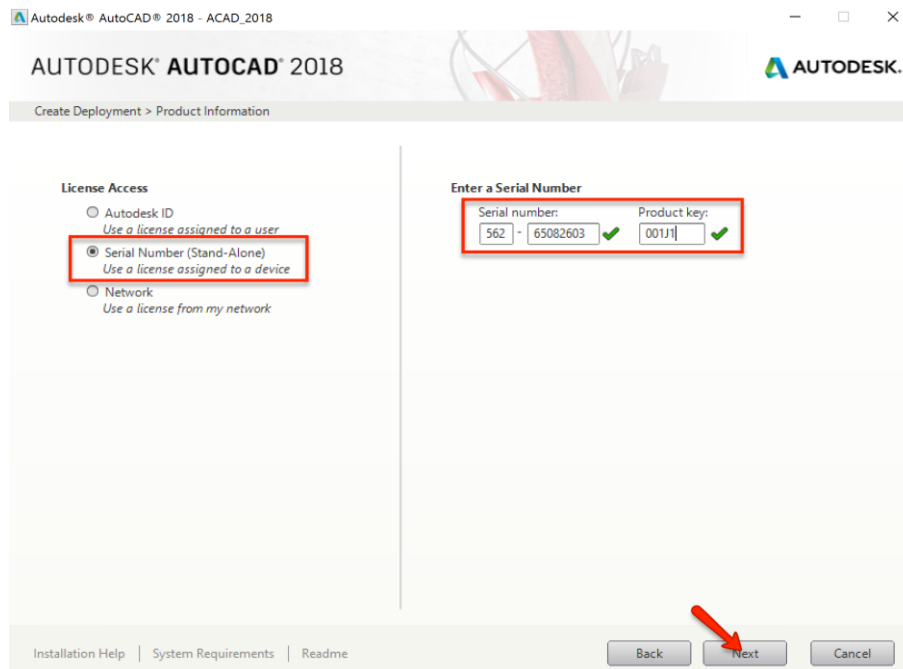 Autodesk® AutoCAD® 2018 - ACAD_2018
AUTODESK® AUTOCAD® 2018
AUTODESK.
Create Deployment > Product Information
License Access
Autodesk ID
Use a license assigned to a user
Serial Number (Stand-Alone)
Use a license assigned to a device
Network
Use a license from my network
Enter a Serial Number
Serial number: Product key:
562 - 65082603 001J1
Installation Help | System Requirements | Readme
Back Next Cancel